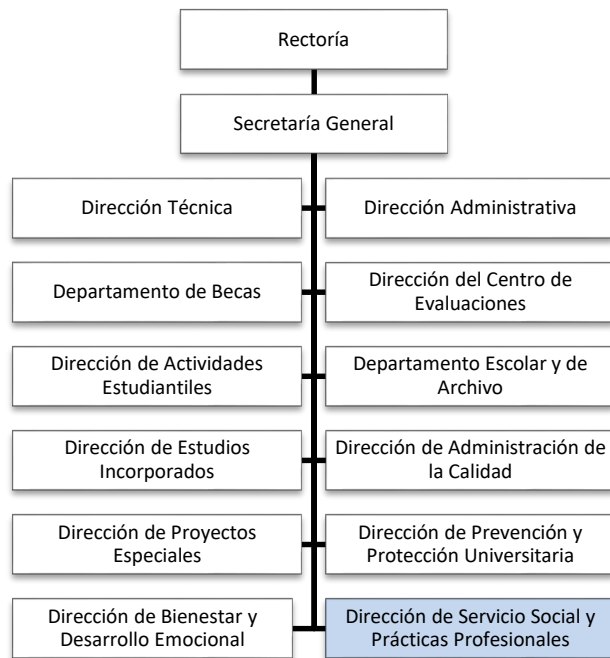 Rectoría
Secretaría General
Dirección Técnica
Dirección Administrativa
Departamento de Becas
Dirección del Centro de
Evaluaciones
Dirección de Actividades
Estudiantiles
Departamento Escolar y de
Archivo
Dirección de Estudios
Incorporados
Dirección de Administración de
la Calidad
Dirección de Proyectos
Especiales
Dirección de Prevención y
Protección Universitaria
Dirección de Bienestar y
Desarrollo Emocional
Dirección de Servicio Social y
Prácticas Profesionales